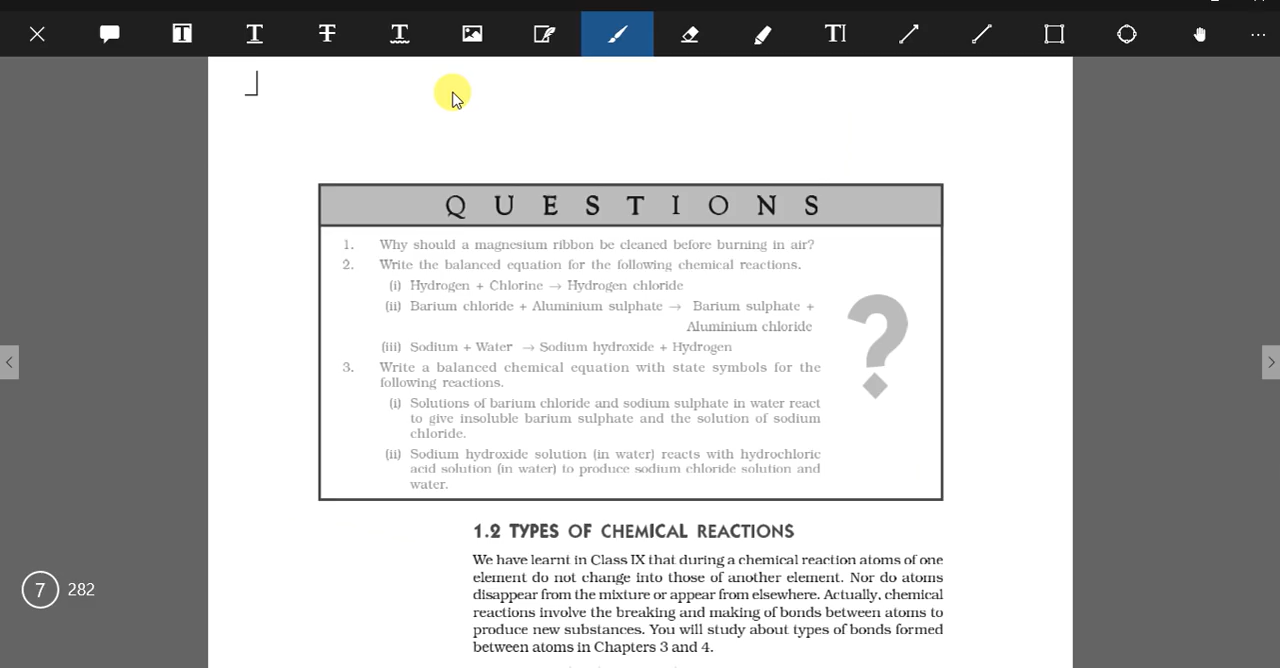 T T T T TI ...
QUESTIONS
1. Why should a magnesium ribbon be cleaned before burning in air?
2. Write the balanced equation for the following chemical reactions.
(i) Hydrogen + Chlorine → Hydrogen chloride
(ii) Barium chloride + Aluminium sulphate → Barium sulphate +
Aluminium chloride
(iii) Sodium + Water → Sodium hydroxide + Hydrogen
3. Write a balanced chemical equation with state symbols for the
following reactions.
(i) Solutions of barium chloride and sodium sulphate in water react
to give insoluble barium sulphate and the solution of sodium
chloride.
(ii) Sodium hydroxide solution (in water) reacts with hydrochloric
acid solution (in water) to produce sodium chloride solution and
water.
?
1.2 TYPES OF CHEMICAL REACTIONS
We have learnt in Class IX that during a chemical reaction atoms of one
element do not change into those of another element. Nor do atoms
disappear from the mixture or appear from elsewhere. Actually, chemical
reactions involve the breaking and making of bonds between atoms to
produce new substances. You will study about types of bonds formed
between atoms in Chapters 3 and 4.
7 282